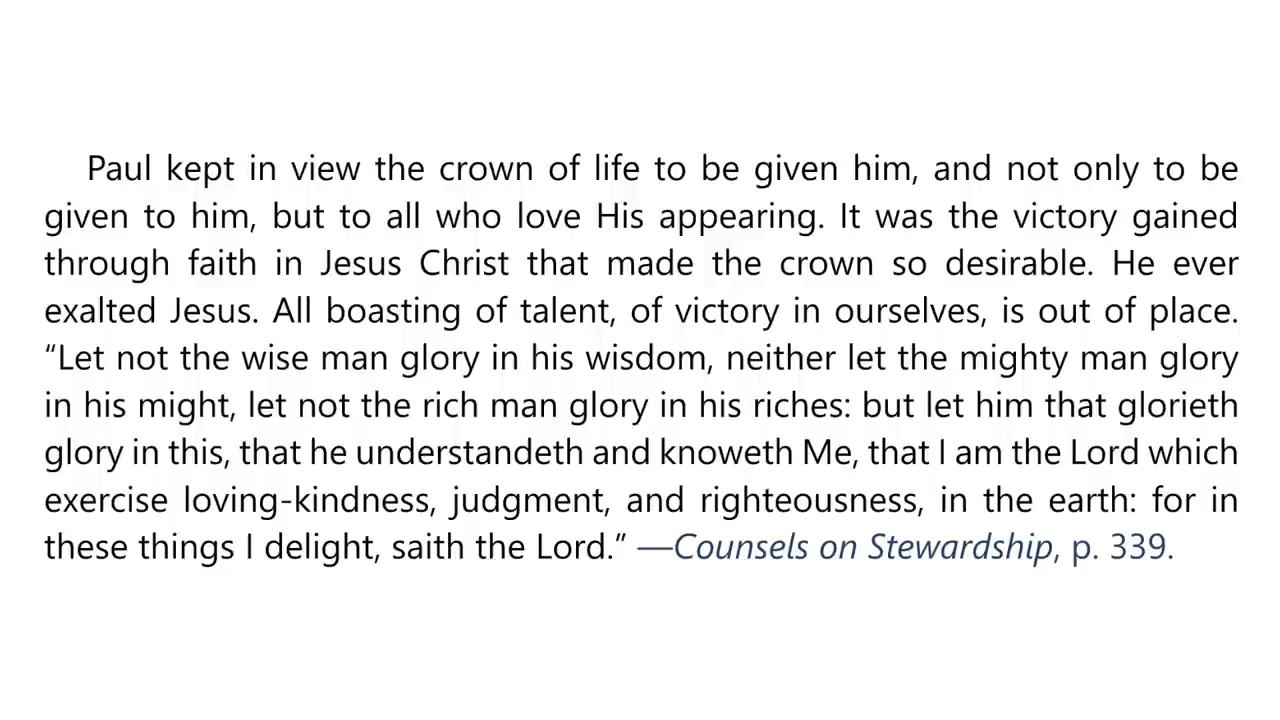 Paul kept in view the crown of life to be given him, and not only to be
given to him, but to all who love His appearing. It was the victory gained
through faith in Jesus Christ that made the crown so desirable. He ever
exalted Jesus. All boasting of talent, of victory in ourselves, is out of place.
“Let not the wise man glory in his wisdom, neither let the mighty man glory
in his might, let not the rich man glory in his riches: but let him that glorieth
glory in this, that he understandeth and knoweth Me, that I am the Lord which
exercise loving-kindness, judgment, and righteousness, in the earth: for in
these things I delight, saith the Lord.” —Counsels on Stewardship, p. 339.